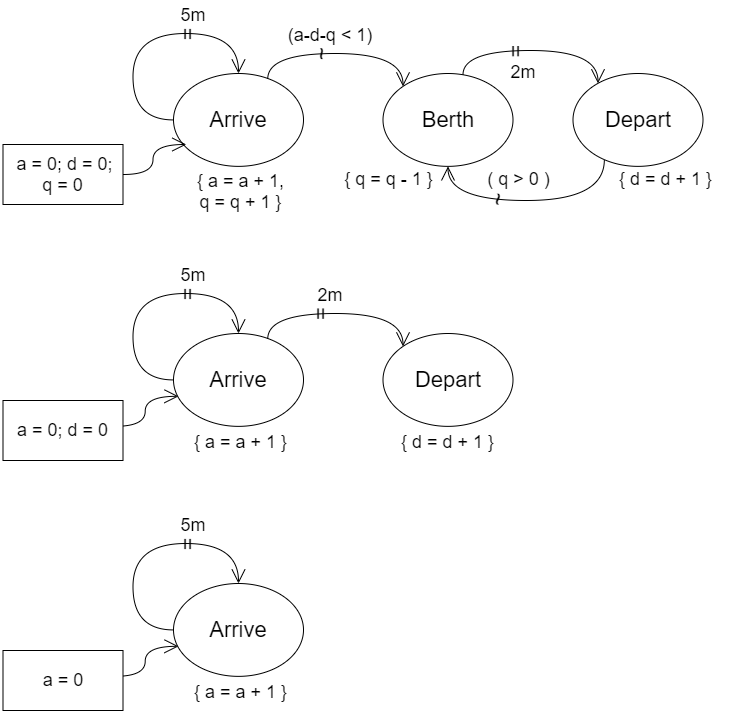 5m
(a-d-q < 1)
2m
Arrive
Berth
Depart
a = 0; d = 0;
q = 0
{ a = a + 1,
q = q + 1 }
{ q = q - 1 }
( q > 0 )
{ d = d + 1 }
5m
2m
Arrive
Depart
a = 0; d = 0
{ a = a + 1 }
{ d = d + 1 }
5m
Arrive
a = 0
{ a = a + 1 }